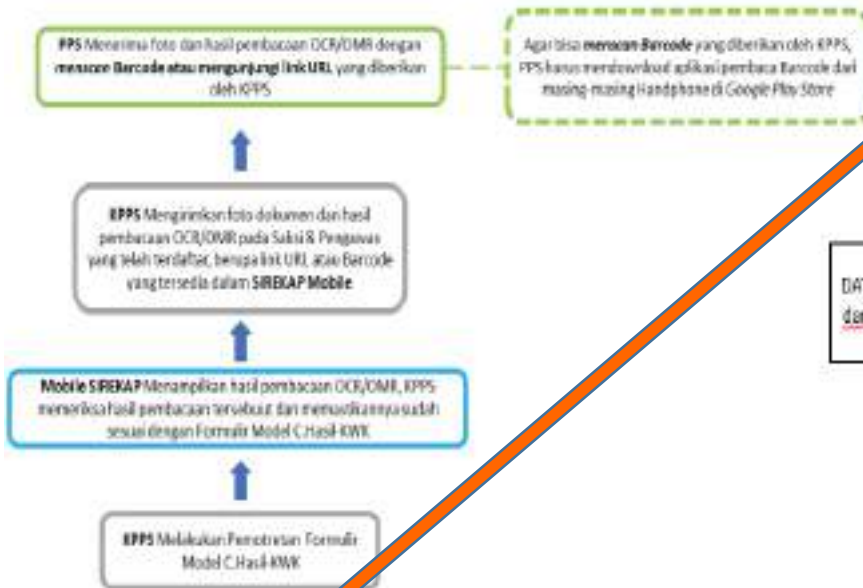 PPS Menerima foto dan hasil pembacaan OCR/OMR dengan
menscan Barcode atau mengunjungi link URL yang diberikan
oleh KPPS
Agar bisa menscan Barcode yang diberikan oleh KPPS,
PPS harus mendownload aplikasi pembaca Barcode dari
masing-masing Handphone di Google Play Store
KPPS Mengirimkan foto dokumen dan hasil
pembacaan OCR/OMR pada Saksi & Pengawas
yang telah terdaftar, berupa link URL atau Barcode
yang tersedia dalam SIREKAP Mobile
Mobile SIREKAP Menampilkan hasil pembacaan OCR/OMR, KPPS
memeriksa hasil pembacaan tersebut dan memastikannya sudah
sesuai dengan Formulir Model C.Hasil-KWK
KPPS Melakukan Pemotretan Formulir
Model C.Hasil-KWK